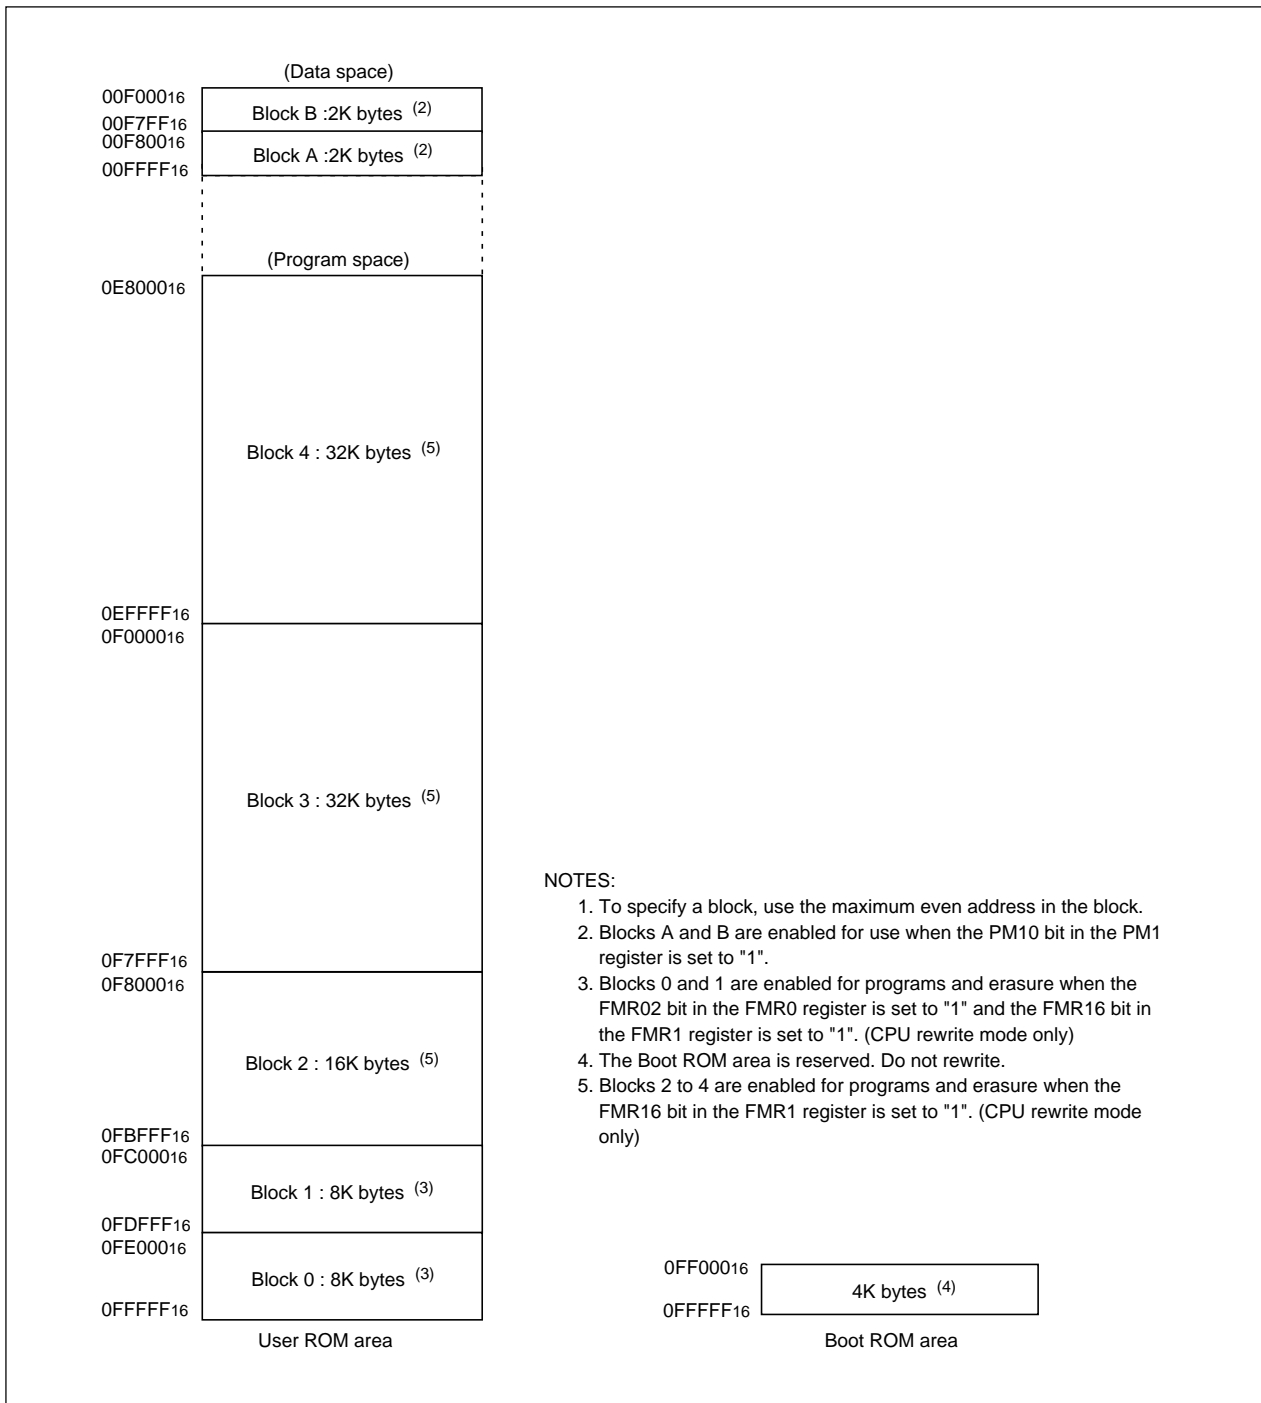 (Data space)
00F00016
Block B :2K bytes (2)
00F7FF16
00F80016
Block A :2K bytes (2)
00FFFF16
(Program space)
0E800016
Block 4 : 32K bytes (5)
0EFFFF16
0F000016
Block 3 : 32K bytes (5)
0F7FFF16
0F800016
Block 2 : 16K bytes (5)
0FBFFF16
0FC00016
Block 1 : 8K bytes (3)
0FDFFF16
0FE00016
Block 0 : 8K bytes (3)
0FFFFF16
User ROM area
NOTES:
1. To specify a block, use the maximum even address in the block.
2. Blocks A and B are enabled for use when the PM10 bit in the PM1
register is set to "1".
3. Blocks 0 and 1 are enabled for programs and erasure when the
FMR02 bit in the FMR0 register is set to "1" and the FMR16 bit in
the FMR1 register is set to "1". (CPU rewrite mode only)
4. The Boot ROM area is reserved. Do not rewrite.
5. Blocks 2 to 4 are enabled for programs and erasure when the
FMR16 bit in the FMR1 register is set to "1". (CPU rewrite mode
only)
0FF00016
4K bytes (4)
0FFFFF16
Boot ROM area